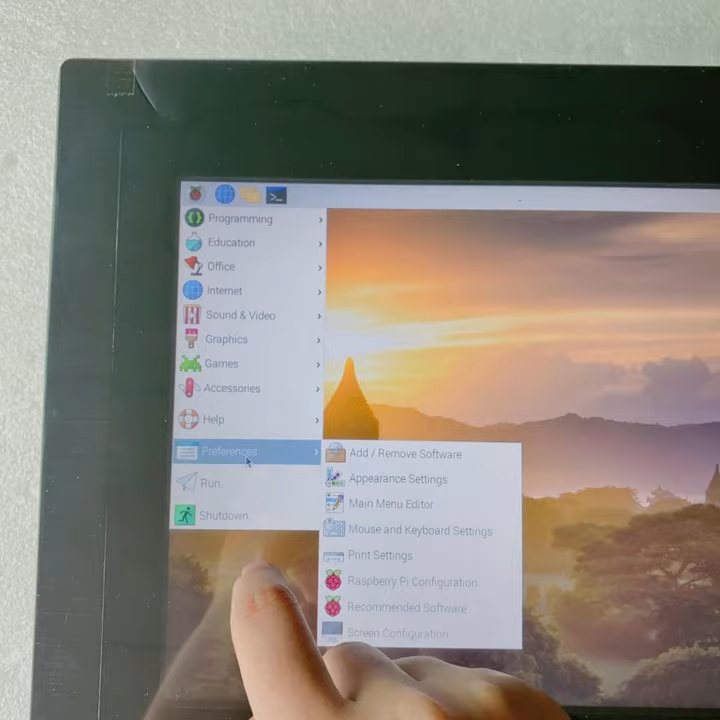 >_
Programming
Education
Office
Internet
Sound & Video
Graphics
Games
Accessories
Help
Preferences
Run...
Shutdown...
Add / Remove Software
Appearance Settings
Main Menu Editor
Mouse and Keyboard Settings
Print Settings
Raspberry Pi Configuration
Recommended Software
Screen Configuration